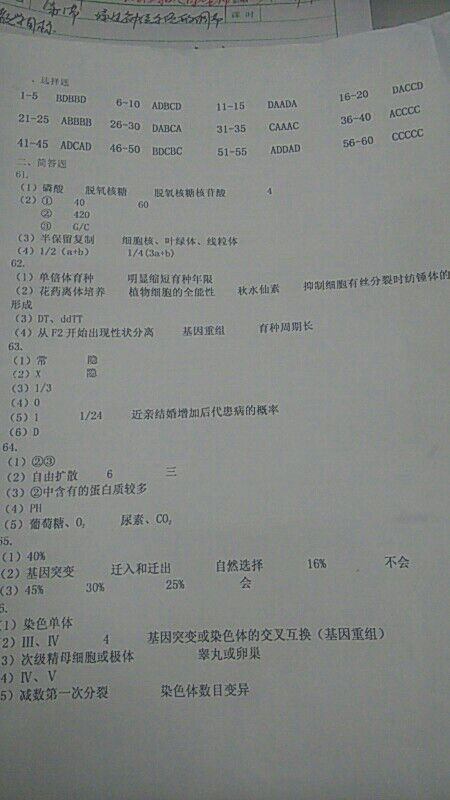 课时
、选择题
1-5 BDBBD 6-10 ADBCD 11-15 DAADA 16-20 DACCD
21-25 ABBBB 26-30 DABCA 31-35 CAAAC 36-40 ACCCC
41-45 ADCAD 46-50 BDCBC 51-55 ADDAD 56-60 CCCCC
二、简答题
61.
(1)磷酸 脱氧核糖 脱氧核糖核苷酸 4
(2)① 40 60
② 420
③ G/C
(3)半保留复制 细胞核、叶绿体、线粒体
(4)1/2(a+b) 1/4(3a+b)
62.
(1)单倍体育种 明显缩短育种年限
(2)花药离体培养 植物细胞的全能性 秋水仙素 抑制细胞有丝分裂时纺锤体的
形成
(3)DT、ddTT
(4)从F2开始出现性状分离 基因重组 育种周期长
63.
(1)常 隐
(2)X 隐
(3)1/3
(4)0
(5)1 1/24 近亲结婚增加后代患病的概率
(6)D
64.
(1)②③
(2)自由扩散 6 三
(3)②中含有的蛋白质较多
(4)PH
(5)葡萄糖、O₂ 尿素、CO₂
65.
(1)40%
(2)基因突变 迁入和迁出 自然选择 16% 不会
(3)45% 30% 25% 会
6.
1)染色单体
2)Ⅲ、Ⅳ 4 基因突变或染色体的交叉互换(基因重组)
3)次级精母细胞或极体 睾丸或卵巢
4)Ⅳ、Ⅴ
5)减数第一次分裂 染色体数目变异